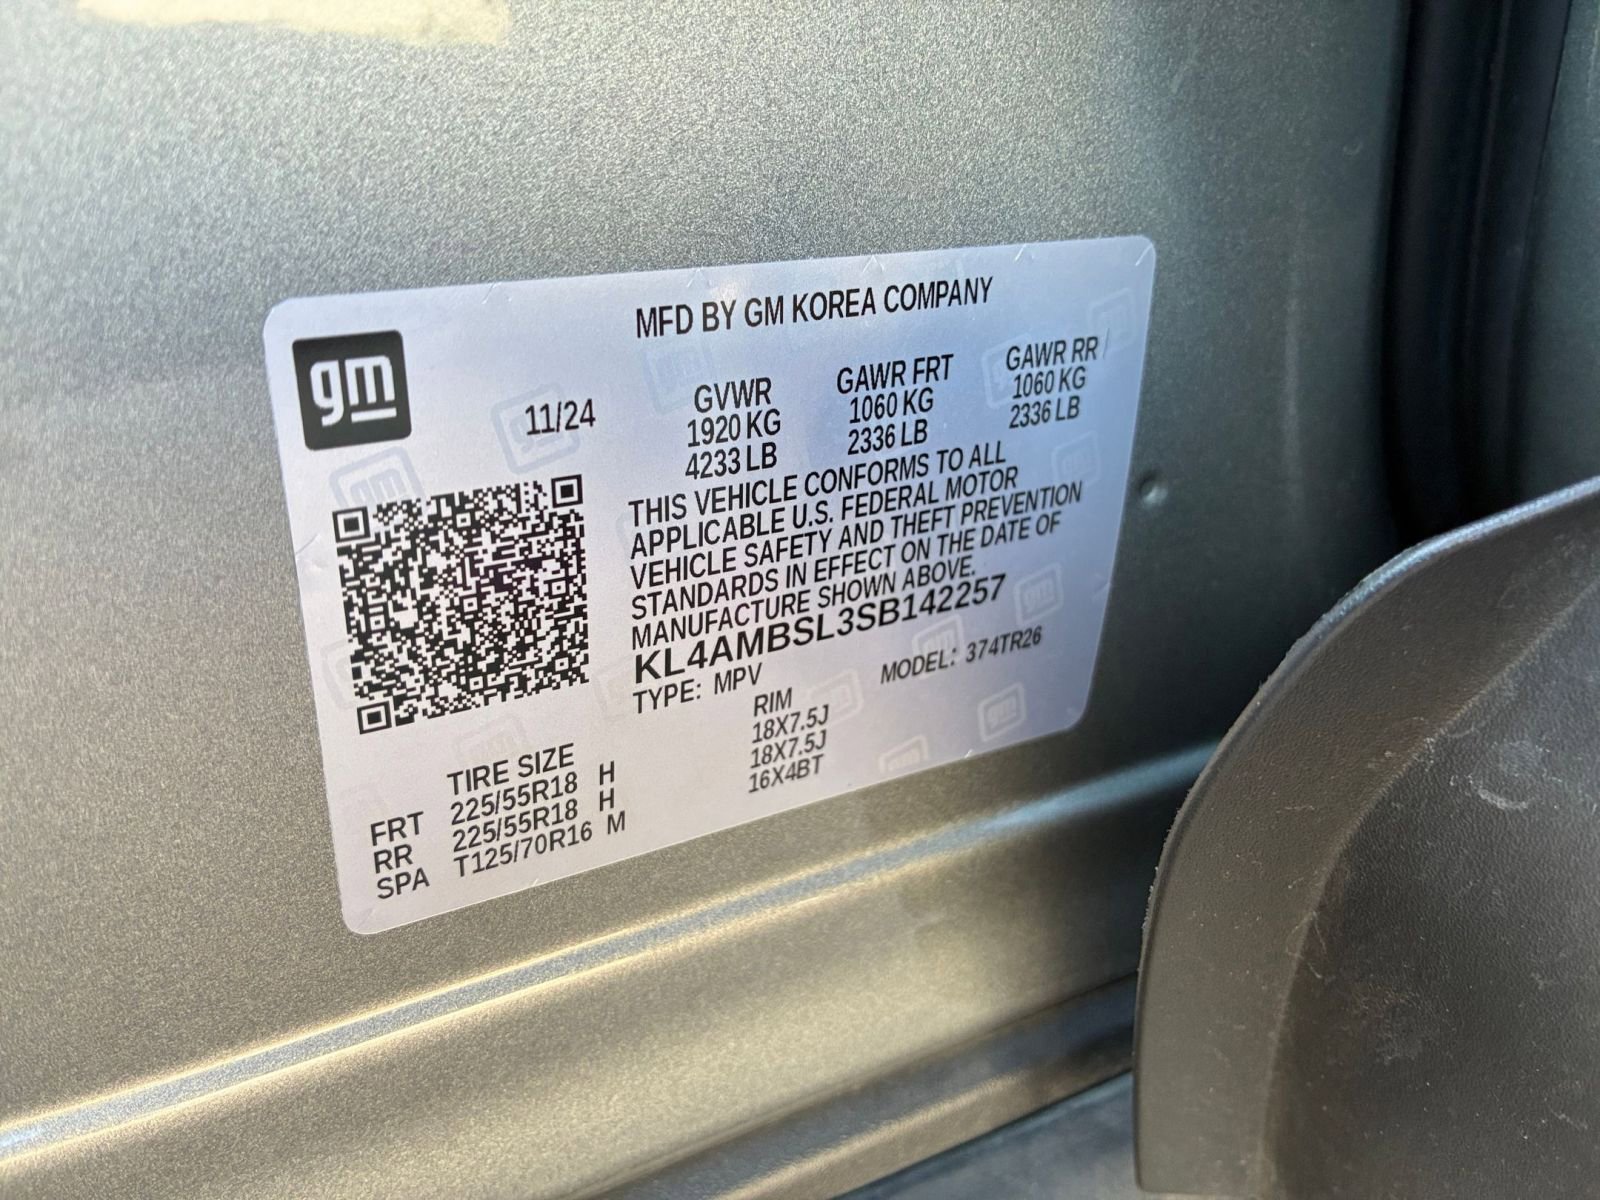 gm
MFD BY GM KOREA COMPANY
11/24
GVWR GAWR FRT GAWR RR
1920 KG 1060 KG 1060 KG
4233 LB 2336 LB 2336 LB
THIS VEHICLE CONFORMS TO ALL
APPLICABLE U.S. FEDERAL MOTOR
VEHICLE SAFETY AND THEFT PREVENTION
STANDARDS IN EFFECT ON THE DATE OF
MANUFACTURE SHOWN ABOVE.
KL4AMBSL3SB142257
TYPE: MPV MODEL: 374TR26
TIRE SIZE RIM
FRT 225/55R18 H 18X7.5J
RR 225/55R18 H 18X7.5J
SPA T125/70R16 M 16X4BT